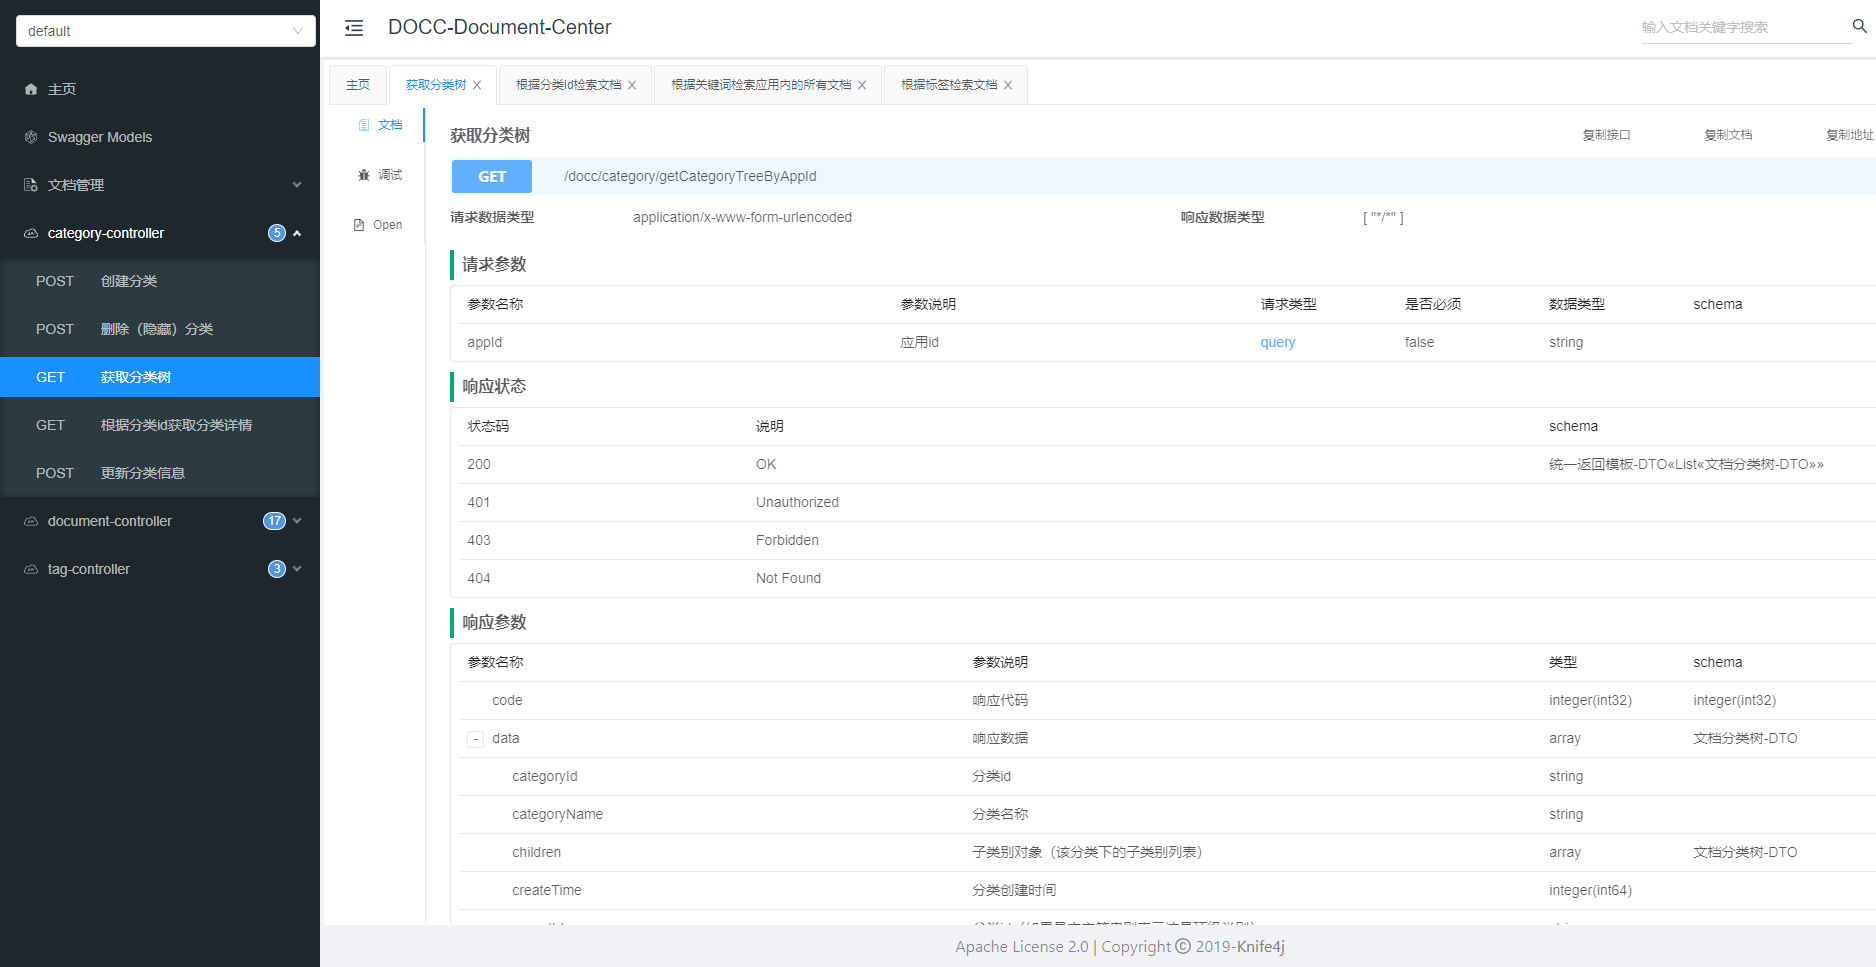 default
主页
Swagger Models
文档管理
category-controller 5
POST 创建分类
POST 删除（隐藏）分类
GET 获取分类树
GET 根据分类id获取分类详情
POST 更新分类信息
document-controller 17
tag-controller 3
DOCC-Document-Center
输入文档关键字搜索
主页 获取分类树 根据分类id检索文档 根据关键词检索应用内的所有文档 根据标签检索文档
文档
调试
Open
获取分类树 复制接口 复制文档 复制地址
GET /docc/category/getCategoryTreeByAppId
请求数据类型 application/x-www-form-urlencoded 响应数据类型 [ "*/*" ]
请求参数
参数名称 参数说明 请求类型 是否必须 数据类型 schema
appId 应用id query false string
响应状态
状态码 说明 schema
200 OK 统一返回模板-DTO«List«文档分类树-DTO»»
401 Unauthorized
403 Forbidden
404 Not Found
响应参数
参数名称 参数说明 类型 schema
code 响应代码 integer(int32) integer(int32)
- data 响应数据 array 文档分类树-DTO
categoryId 分类id string
categoryName 分类名称 string
children 子类别对象（该分类下的子类别列表） array 文档分类树-DTO
createTime 分类创建时间 integer(int64)
Apache License 2.0 | Copyright © 2019-Knife4j